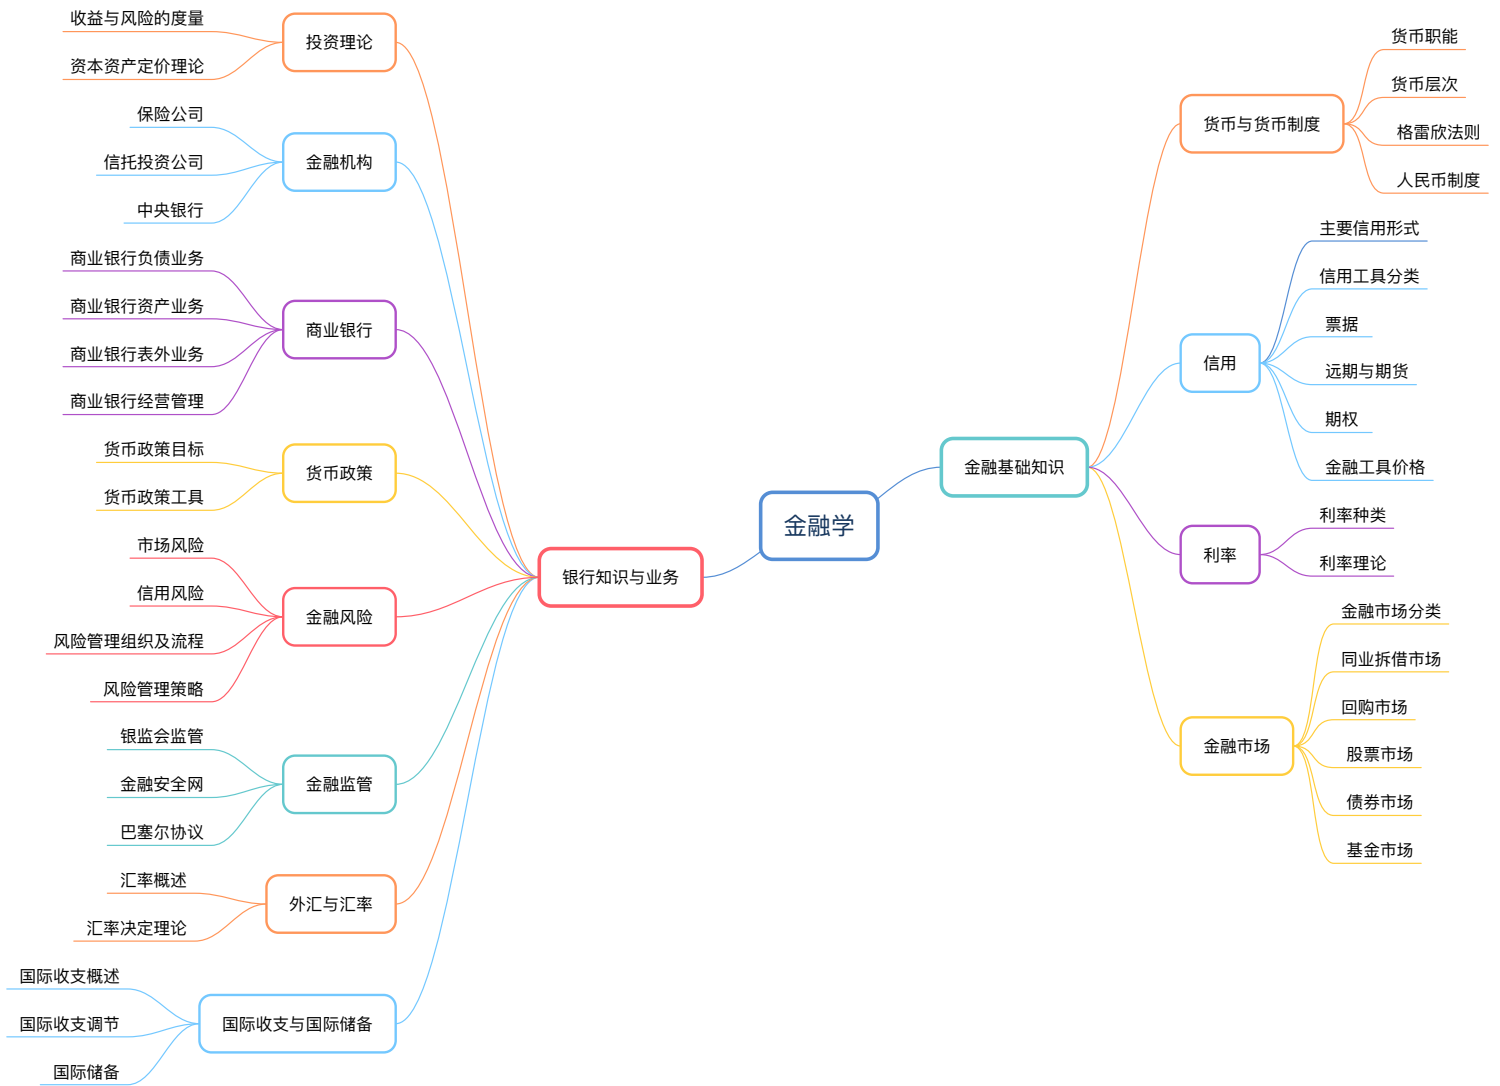 金融学
金融基础知识
货币与货币制度
货币职能
货币层次
格雷欣法则
人民币制度
信用
主要信用形式
信用工具分类
票据
远期与期货
期权
金融工具价格
利率
利率种类
利率理论
金融市场
金融市场分类
同业拆借市场
回购市场
股票市场
债券市场
基金市场
银行知识与业务
投资理论
收益与风险的度量
资本资产定价理论
金融机构
保险公司
信托投资公司
中央银行
商业银行
商业银行负债业务
商业银行资产业务
商业银行表外业务
商业银行经营管理
货币政策
货币政策目标
货币政策工具
金融风险
市场风险
信用风险
风险管理组织及流程
风险管理策略
金融监管
银监会监管
金融安全网
巴塞尔协议
外汇与汇率
汇率概述
汇率决定理论
国际收支与国际储备
国际收支概述
国际收支调节
国际储备